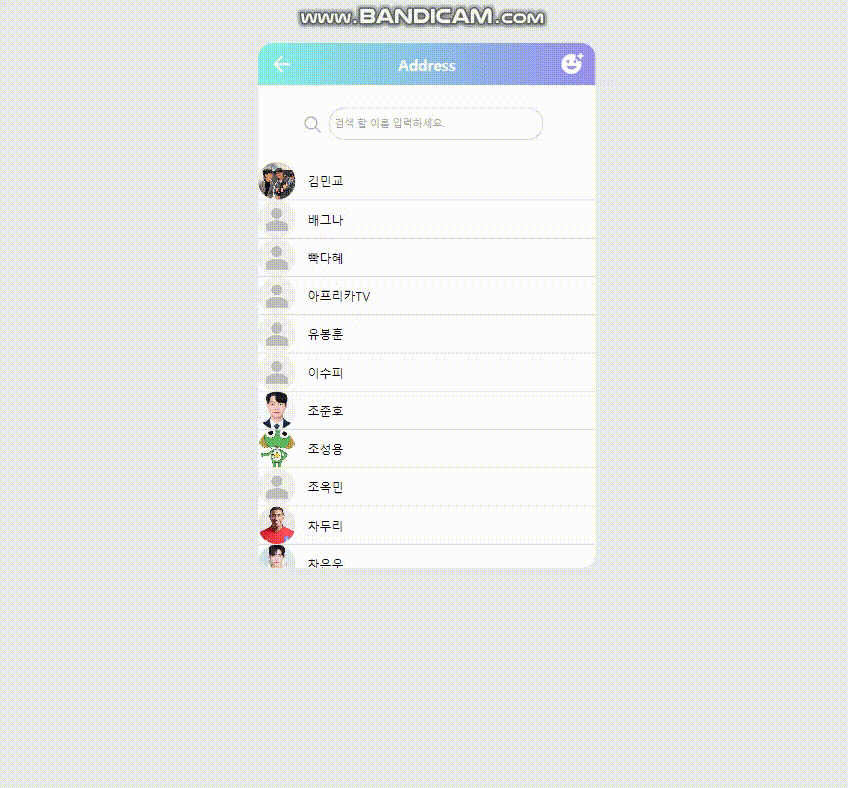 www.BANDICAM.com
Address
검색 할 이름 입력하세요.
김민교
배그나
빡다혜
아프리카TV
유봉훈
이수피
조준호
조성용
조옥민
차두리
차은우